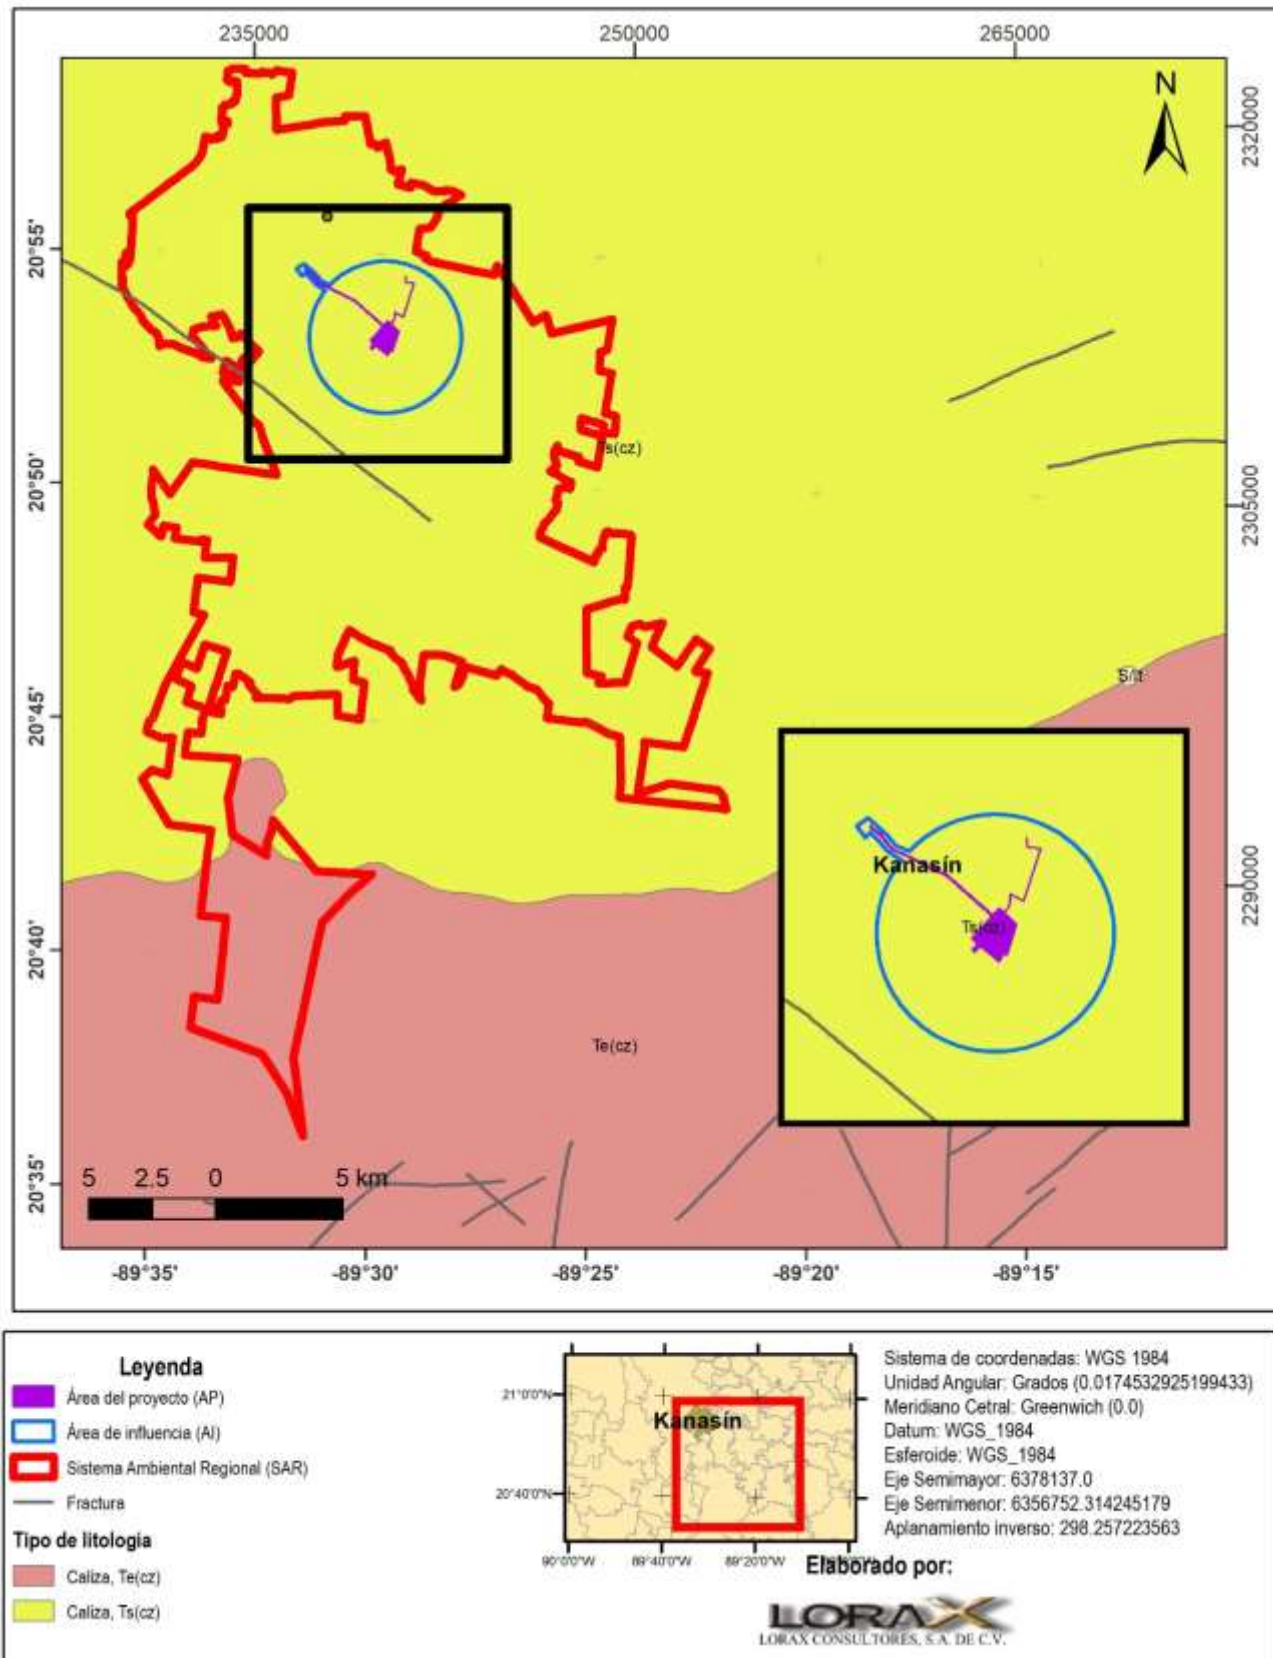 235000 250000 265000
N
2320000
20°55'
Ts(cz)
20°50'
2305000
S/It
20°45'
Kanasín
2290000
Ts(cz)
20°40'
Te(cz)
5 2.5 0 5 km
20°35'
-89°35' -89°30' -89°25' -89°20' -89°15'
Leyenda
Área del proyecto (AP)
Área de influencia (AI)
Sistema Ambiental Regional (SAR)
Fractura
Tipo de litología
Caliza, Te(cz)
Caliza, Ts(cz)
21°0'0"N
Kanasín
20°40'0"N
90°0'0"W 89°40'0"W 89°20'0"W
Sistema de coordenadas: WGS 1984
Unidad Angular: Grados (0.0174532925199433)
Meridiano Cetral: Greenwich (0.0)
Datum: WGS_1984
Esferoide: WGS_1984
Eje Semimayor: 6378137.0
Eje Semimenor: 6356752.314245179
Aplanamiento inverso: 298.257223563
Elaborado por:
LORAX
LORAX CONSULTORES, S.A. DE C.V.